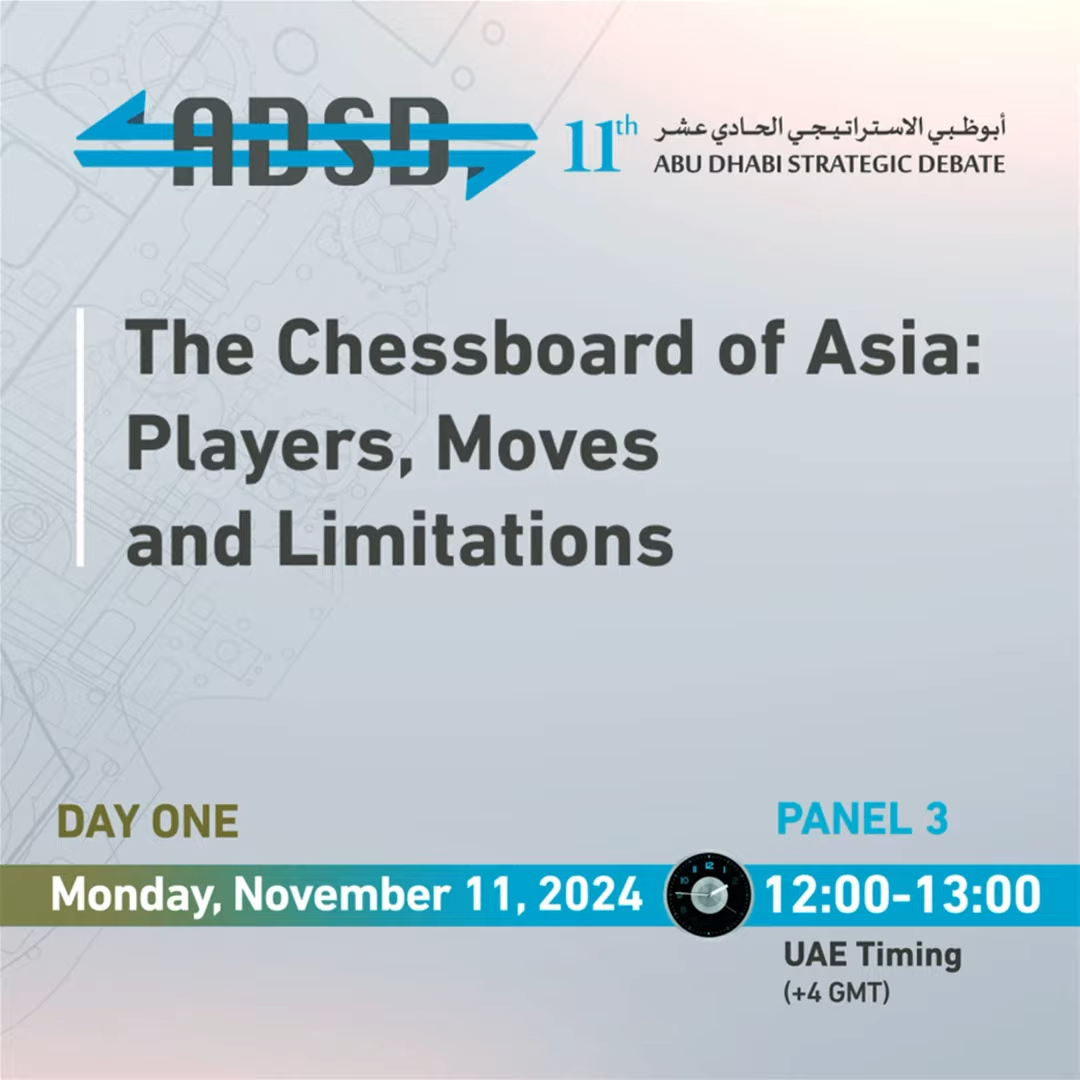 ADSD
11th
أبوظبي الاستراتيجي الحادي عشر
ABU DHABI STRATEGIC DEBATE
The Chessboard of Asia:
Players, Moves
and Limitations
DAY ONE
PANEL 3
Monday, November 11, 2024
12:00-13:00
UAE Timing
(+4 GMT)